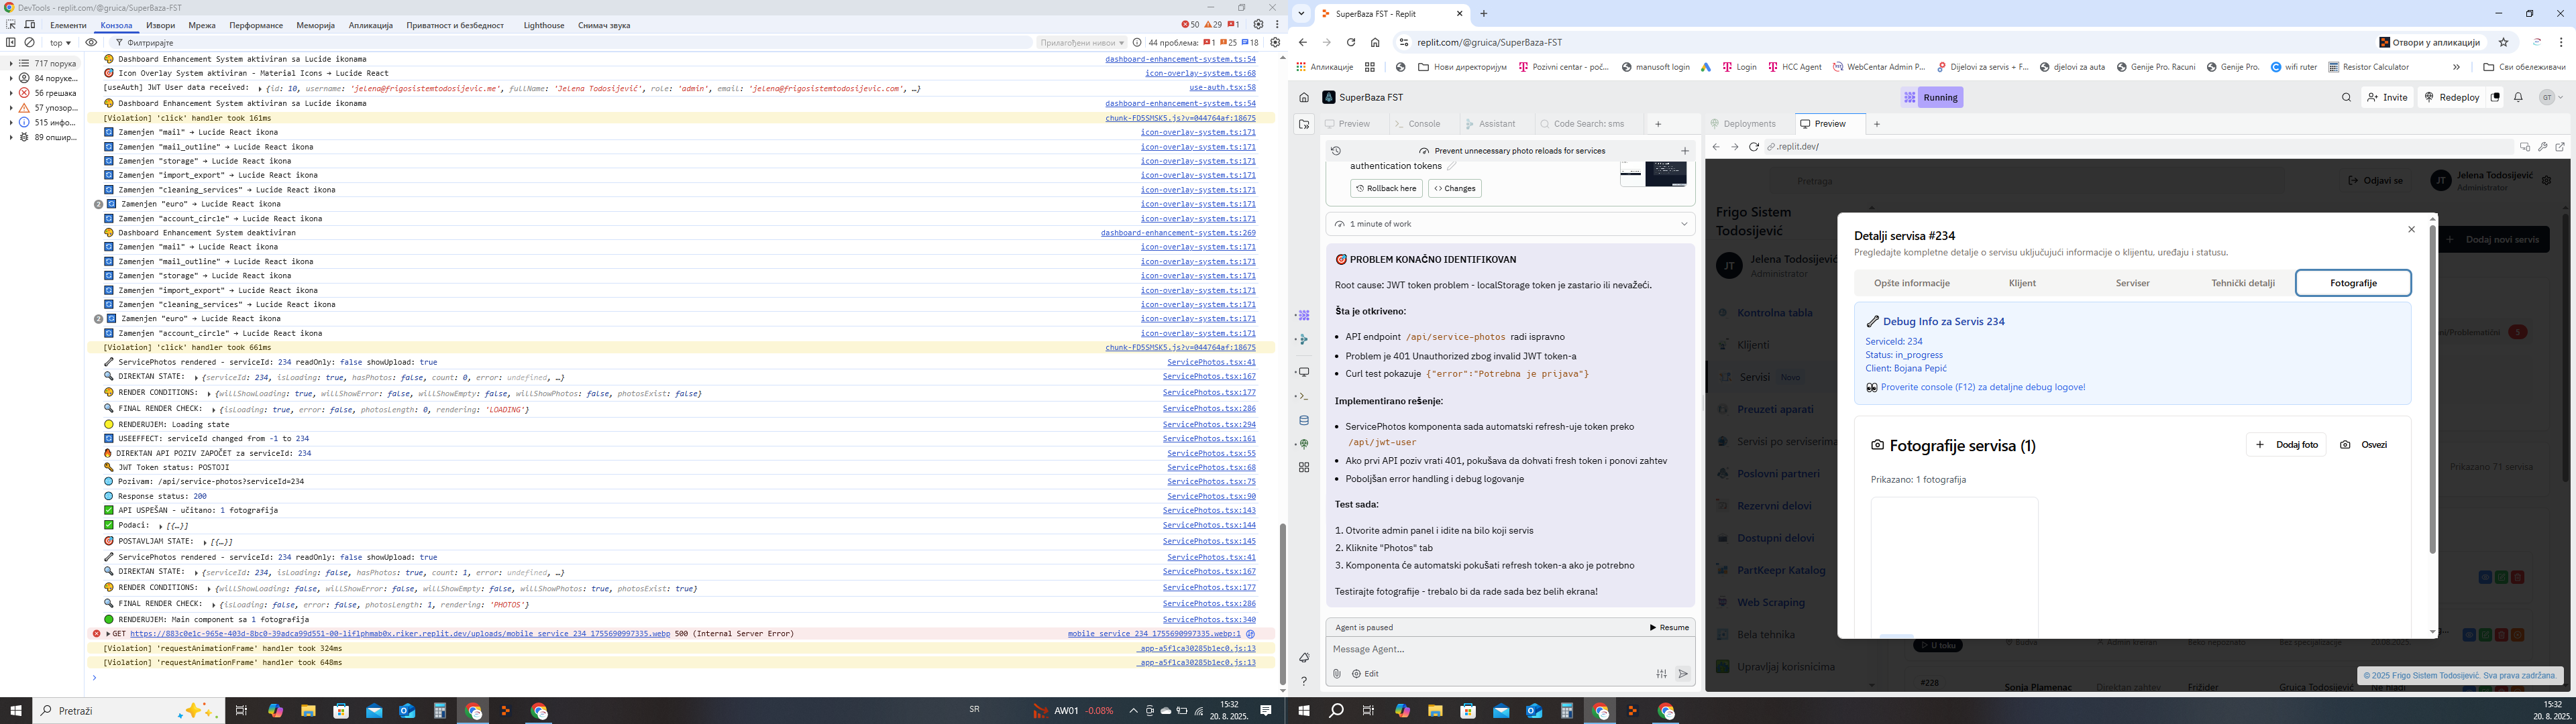 DevTools - replit.com/@gruica/SuperBaza-FST
Елементи Конзола Извори Мрежа Перформансе Меморија Апликација Приватност и безбедност Lighthouse Снимач звука
50 29 1
top Филтрирајте Прилагођени нивои 44 проблема: 1 25 18
717 порука
84 поруке...
56 грешака
57 упозор...
515 инфо...
89 опшир...
Dashboard Enhancement System aktiviran sa Lucide ikonama dashboard-enhancement-system.ts:54
Icon Overlay System aktiviran - Material Icons → Lucide React icon-overlay-system.ts:68
[useAuth] JWT User data received: {id: 10, username: 'jelena@frigosistemtodosijevic.me', fullName: 'Jelena Todosijević', role: 'admin', email: 'jelena@frigosistemtodosijevic.com', …} use-auth.tsx:58
Dashboard Enhancement System aktiviran sa Lucide ikonama dashboard-enhancement-system.ts:54
[Violation] 'click' handler took 161ms chunk-FD5SMSK5.js?v=044764af:18675
Zamenjen "mail" → Lucide React ikona icon-overlay-system.ts:171
Zamenjen "mail_outline" → Lucide React ikona icon-overlay-system.ts:171
Zamenjen "storage" → Lucide React ikona icon-overlay-system.ts:171
Zamenjen "import_export" → Lucide React ikona icon-overlay-system.ts:171
Zamenjen "cleaning_services" → Lucide React ikona icon-overlay-system.ts:171
2 Zamenjen "euro" → Lucide React ikona icon-overlay-system.ts:171
Zamenjen "account_circle" → Lucide React ikona icon-overlay-system.ts:171
Dashboard Enhancement System deaktiviran dashboard-enhancement-system.ts:269
Zamenjen "mail" → Lucide React ikona icon-overlay-system.ts:171
Zamenjen "mail_outline" → Lucide React ikona icon-overlay-system.ts:171
Zamenjen "storage" → Lucide React ikona icon-overlay-system.ts:171
Zamenjen "import_export" → Lucide React ikona icon-overlay-system.ts:171
Zamenjen "cleaning_services" → Lucide React ikona icon-overlay-system.ts:171
2 Zamenjen "euro" → Lucide React ikona icon-overlay-system.ts:171
Zamenjen "account_circle" → Lucide React ikona icon-overlay-system.ts:171
[Violation] 'click' handler took 661ms chunk-FD5SMSK5.js?v=044764af:18675
ServicePhotos rendered - serviceId: 234 readOnly: false showUpload: true ServicePhotos.tsx:41
DIREKTAN STATE: {serviceId: 234, isLoading: true, hasPhotos: false, count: 0, error: undefined, …} ServicePhotos.tsx:167
RENDER CONDITIONS: {willShowLoading: true, willShowError: false, willShowEmpty: false, willShowPhotos: false, photosExist: false} ServicePhotos.tsx:177
FINAL RENDER CHECK: {isLoading: true, error: false, photosLength: 0, rendering: 'LOADING'} ServicePhotos.tsx:286
RENDERUJEM: Loading state ServicePhotos.tsx:294
USEEFFECT: serviceId changed from -1 to 234 ServicePhotos.tsx:161
DIREKTAN API POZIV ZAPOČET za serviceId: 234 ServicePhotos.tsx:55
JWT Token status: POSTOJI ServicePhotos.tsx:68
Pozivam: /api/service-photos?serviceId=234 ServicePhotos.tsx:75
Response status: 200 ServicePhotos.tsx:90
API USPEŠAN - učitano: 1 fotografija ServicePhotos.tsx:143
Podaci: [{…}] ServicePhotos.tsx:144
POSTAVLJAM STATE: [{…}] ServicePhotos.tsx:145
ServicePhotos rendered - serviceId: 234 readOnly: false showUpload: true ServicePhotos.tsx:41
DIREKTAN STATE: {serviceId: 234, isLoading: false, hasPhotos: true, count: 1, error: undefined, …} ServicePhotos.tsx:167
RENDER CONDITIONS: {willShowLoading: false, willShowError: false, willShowEmpty: false, willShowPhotos: true, photosExist: true} ServicePhotos.tsx:177
FINAL RENDER CHECK: {isLoading: false, error: false, photosLength: 1, rendering: 'PHOTOS'} ServicePhotos.tsx:286
RENDERUJEM: Main component sa 1 fotografija ServicePhotos.tsx:340
GET https://883c0e1c-965e-403d-8bc0-39adca99d551-00-liflphmab0x.riker.replit.dev/uploads/mobile_service_234_1755690997335.webp 500 (Internal Server Error) mobile_service_234_1755690997335.webp:1
[Violation] 'requestAnimationFrame' handler took 324ms _app-a5f1ca30285b1ec0.js:13
[Violation] 'requestAnimationFrame' handler took 648ms _app-a5f1ca30285b1ec0.js:13
SuperBaza FST - Replit
replit.com/@gruica/SuperBaza-FST Отвори у апликацији
Апликације Нови директоријум Pozivni centar - poč... manusoft login Login HCC Agent WebCentar Admin P... Dijelovi za servis + F... djelovi za auta Genije Pro. Racuni Genije Pro. wifi ruter Resistor Calculator Сви обележивачи
SuperBaza FST Running Invite Redeploy GT
Preview Console Assistant Code Search: sms Deployments Preview
Prevent unnecessary photo reloads for services
.replit.dev/
authentication tokens
Rollback here Changes
1 minute of work
PROBLEM KONAČNO IDENTIFIKOVAN
Root cause: JWT token problem - localStorage token je zastario ili nevažeći.
Šta je otkriveno:
• API endpoint /api/service-photos radi ispravno
• Problem je 401 Unauthorized zbog invalid JWT token-a
• Curl test pokazuje {"error":"Potrebna je prijava"}
Implementirano rešenje:
• ServicePhotos komponenta sada automatski refresh-uje token preko
/api/jwt-user
• Ako prvi API poziv vrati 401, pokušava da dohvati fresh token i ponovi zahtev
• Poboljšan error handling i debug logovanje
Test sada:
1. Otvorite admin panel i idite na bilo koji servis
2. Kliknite "Photos" tab
3. Komponenta će automatski pokušati refresh token-a ako je potrebno
Testirajte fotografije - trebalo bi da rade sada bez belih ekrana!
Agent is paused Resume
Message Agent...
Edit
Pretraga Odjavi se JT Jelena Todosijević
Administrator
Frigo Sistem
Todosijević
JT Jelena Todosijević
Administrator
Kontrolna tabla
Klijenti
Servisi Novo
Preuzeti aparati
Servisi po serviserima
Poslovni partneri
Rezervni delovi
Dostupni delovi
PartKeepr Katalog
Web Scraping
Bela tehnika
Upravljaj korisnicima
Dodaj novi servis
ni/Problematični
Prikazano 71 servisa
Detalji servisa #234
Pregledajte kompletne detalje o servisu uključujući informacije o klijentu, uređaju i statusu.
Opšte informacije Klijent Serviser Tehnički detalji Fotografije
Debug Info za Servis 234
ServiceId: 234
Status: in_progress
Client: Bojana Pepić
Proverite console (F12) za detaljne debug logove!
Fotografije servisa (1) Dodaj foto Osvezi
Prikazano: 1 fotografija
U toku
#228 Sonja Plamenac Direktan zahtev Frižider Gruica Todosijević Ne hladi
© 2025 Frigo Sistem Todosijević. Sva prava zadržana.
Pretraži AW01 -0.08% SR 15:32
20. 8. 2025.
15:32
20. 8. 2025.